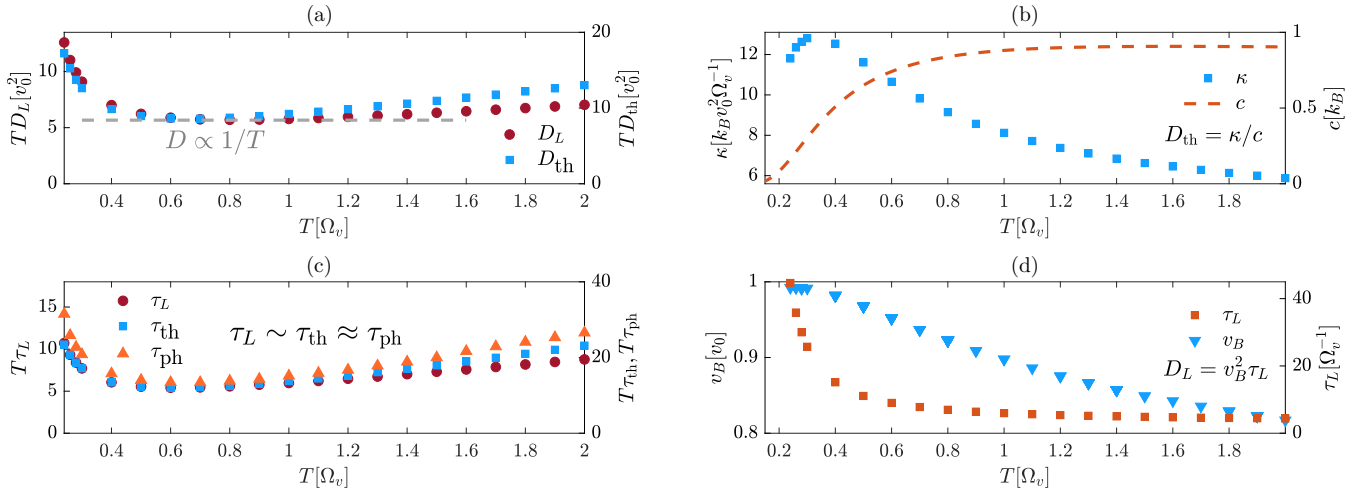 (a)
20
10
0
10
5
0
T D_L [v_0^2]
T D_th [v_0^2]
D ∝ 1/T
D_L
D_th
0.4 0.6 0.8 1 1.2 1.4 1.6 1.8 2
T[Ω_v]
(b)
12
10
8
6
1
0.5
0
κ[k_B v_0^2 Ω_v^{-1}]
c[k_B]
κ
c
D_th = κ/c
0.2 0.4 0.6 0.8 1 1.2 1.4 1.6 1.8
T[Ω_v]
(c)
15
10
5
0
40
20
0
Tτ_L
Tτ_th, Tτ_ph
τ_L
τ_th
τ_ph
τ_L ∼ τ_th ≈ τ_ph
0.4 0.6 0.8 1 1.2 1.4 1.6 1.8 2
T[Ω_v]
(d)
1
0.9
0.8
40
20
0
v_B[v_0]
τ_L[Ω_v^{-1}]
τ_L
v_B
D_L = v_B^2 τ_L
0.2 0.4 0.6 0.8 1 1.2 1.4 1.6 1.8
T[Ω_v]